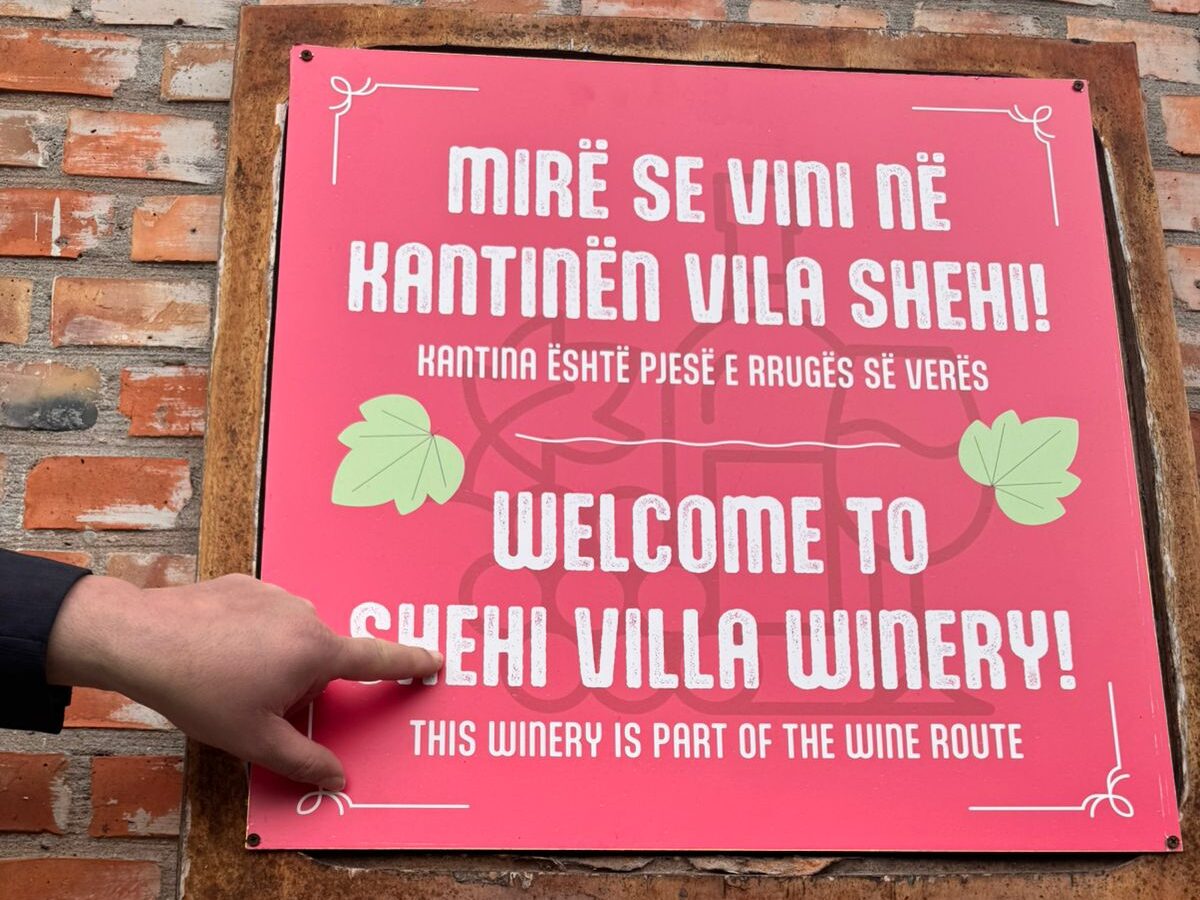 MIRË SE VINI NË
KANTINËN VILA SHEHI!
KANTINA ËSHTË PJESË E RRUGËS SË VERËS
WELCOME TO
SHEHI VILLA WINERY!
THIS WINERY IS PART OF THE WINE ROUTE